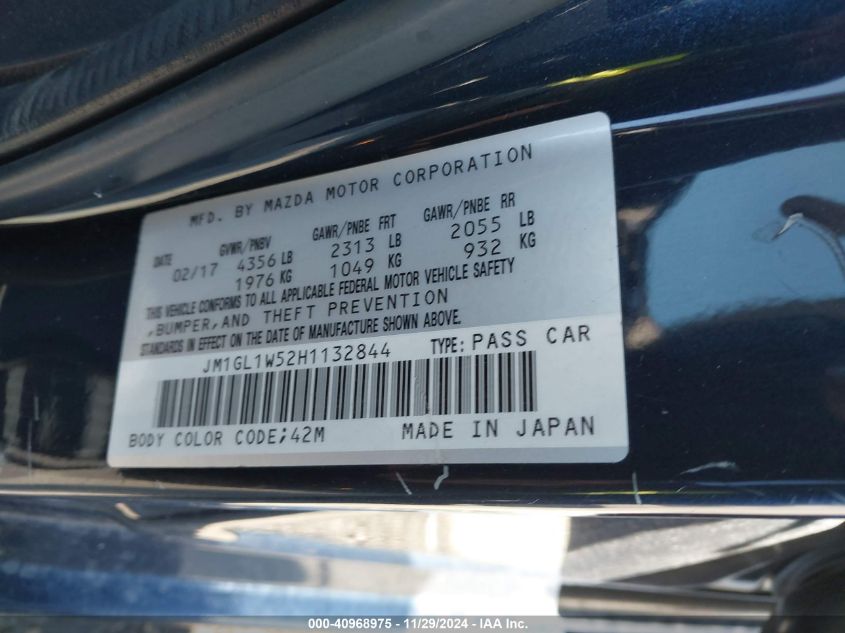 MFD. BY MAZDA MOTOR CORPORATION
DATE GVWR/PNBV GAWR/PNBE FRT GAWR/PNBE RR
02/17 4356 LB 2313 LB 2055 LB
1976 KG 1049 KG 932 KG
THIS VEHICLE CONFORMS TO ALL APPLICABLE FEDERAL MOTOR VEHICLE SAFETY
,BUMPER,AND THEFT PREVENTION
STANDARDS IN EFFECT ON THE DATE OF MANUFACTURE SHOWN ABOVE.
JM1GL1W52H1132844 TYPE: PASS CAR
BODY COLOR CODE;42M MADE IN JAPAN
000-40968975 - 11/29/2024 - IAA Inc.